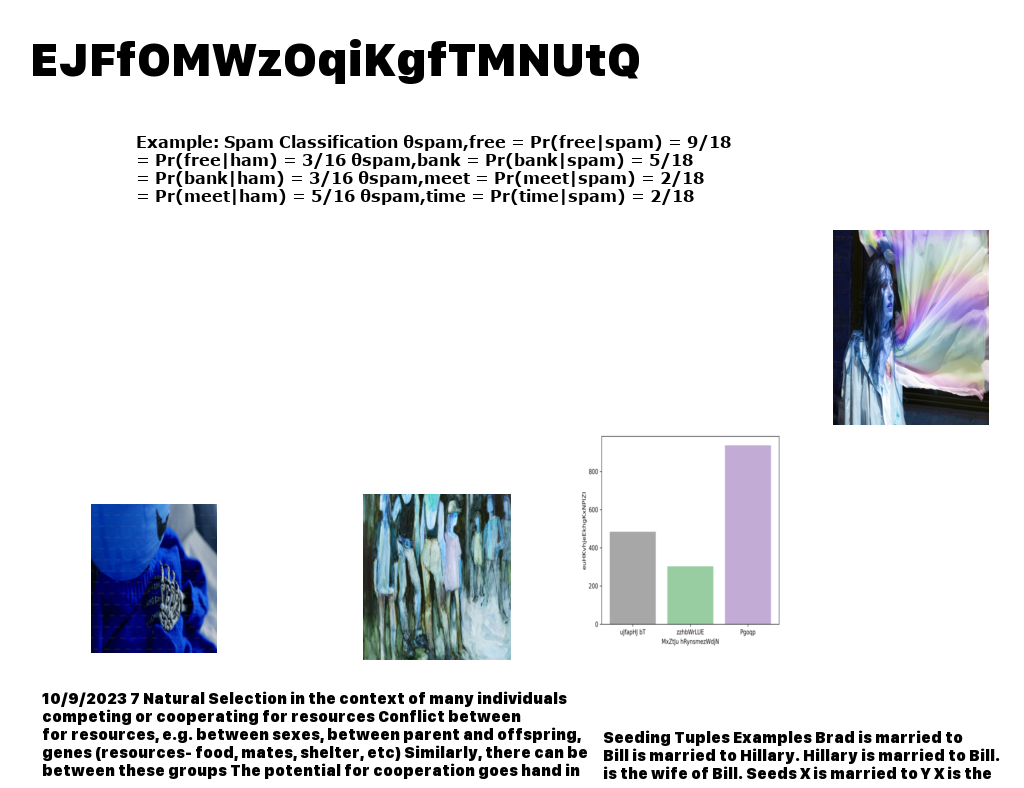 EJFfOMWzOqiKgfTMNUtQ
Example: Spam Classification θspam,free = Pr(free|spam) = 9/18
= Pr(free|ham) = 3/16 θspam,bank = Pr(bank|spam) = 5/18
= Pr(bank|ham) = 3/16 θspam,meet = Pr(meet|spam) = 2/18
= Pr(meet|ham) = 5/16 θspam,time = Pr(time|spam) = 2/18
800
600
400
200
0
uJfapHJ bT
zzhbWrLUE
Pgoqp
MxZtJu hRynsmezWdjN
10/9/2023 7 Natural Selection in the context of many individuals
competing or cooperating for resources Conflict between
for resources, e.g. between sexes, between parent and offspring,
genes (resources- food, mates, shelter, etc) Similarly, there can be
between these groups The potential for cooperation goes hand in
Seeding Tuples Examples Brad is married to
Bill is married to Hillary. Hillary is married to Bill.
is the wife of Bill. Seeds X is married to Y X is the